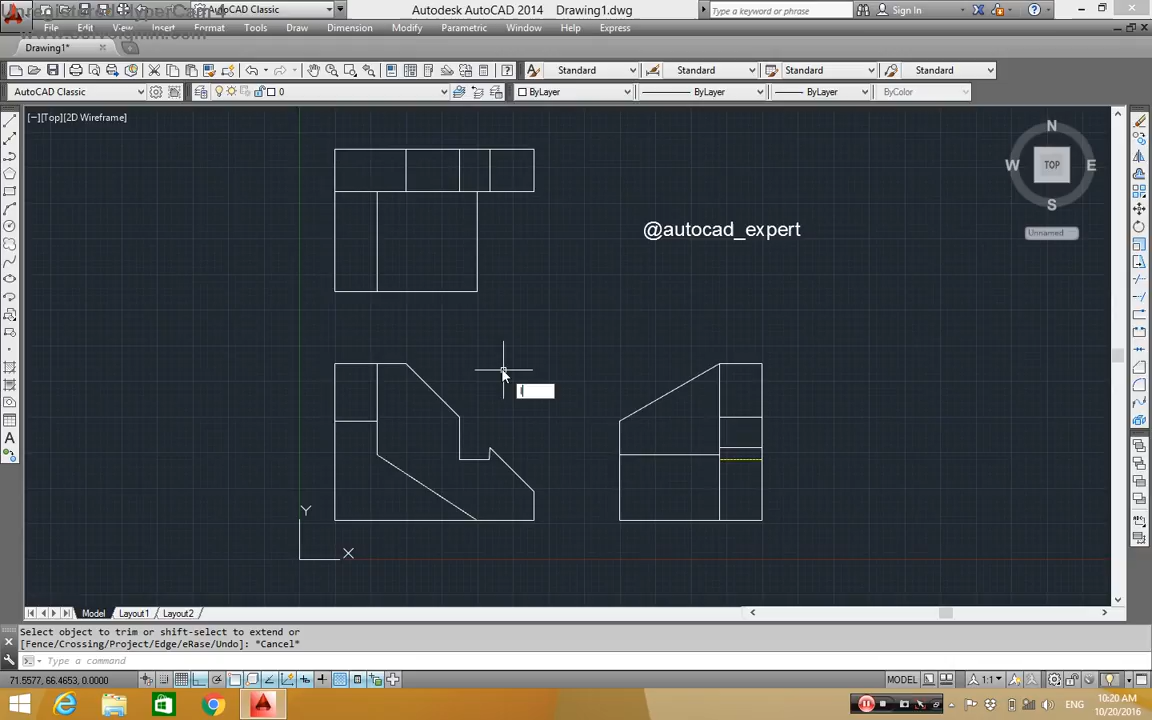 Autodesk AutoCAD 2014 Drawing1.dwg
AutoCAD Classic
Type a keyword or phrase
Sign In
File Edit View Insert Format Tools Draw Dimension Modify Parametric Window Help Express
Drawing1*
Standard Standard Standard Standard
AutoCAD Classic 0 ByLayer ByLayer ByLayer ByColor
[−][Top][2D Wireframe]
N
W TOP E
S
Unnamed
@autocad_expert
Y
X
Model Layout1 Layout2
Select object to trim or shift-select to extend or
[Fence/Crossing/Project/Edge/eRase/Undo]: *Cancel*
Type a command
71.5577, 66.4653, 0.0000 MODEL 1:1
ENG 10:20 AM
10/20/2016